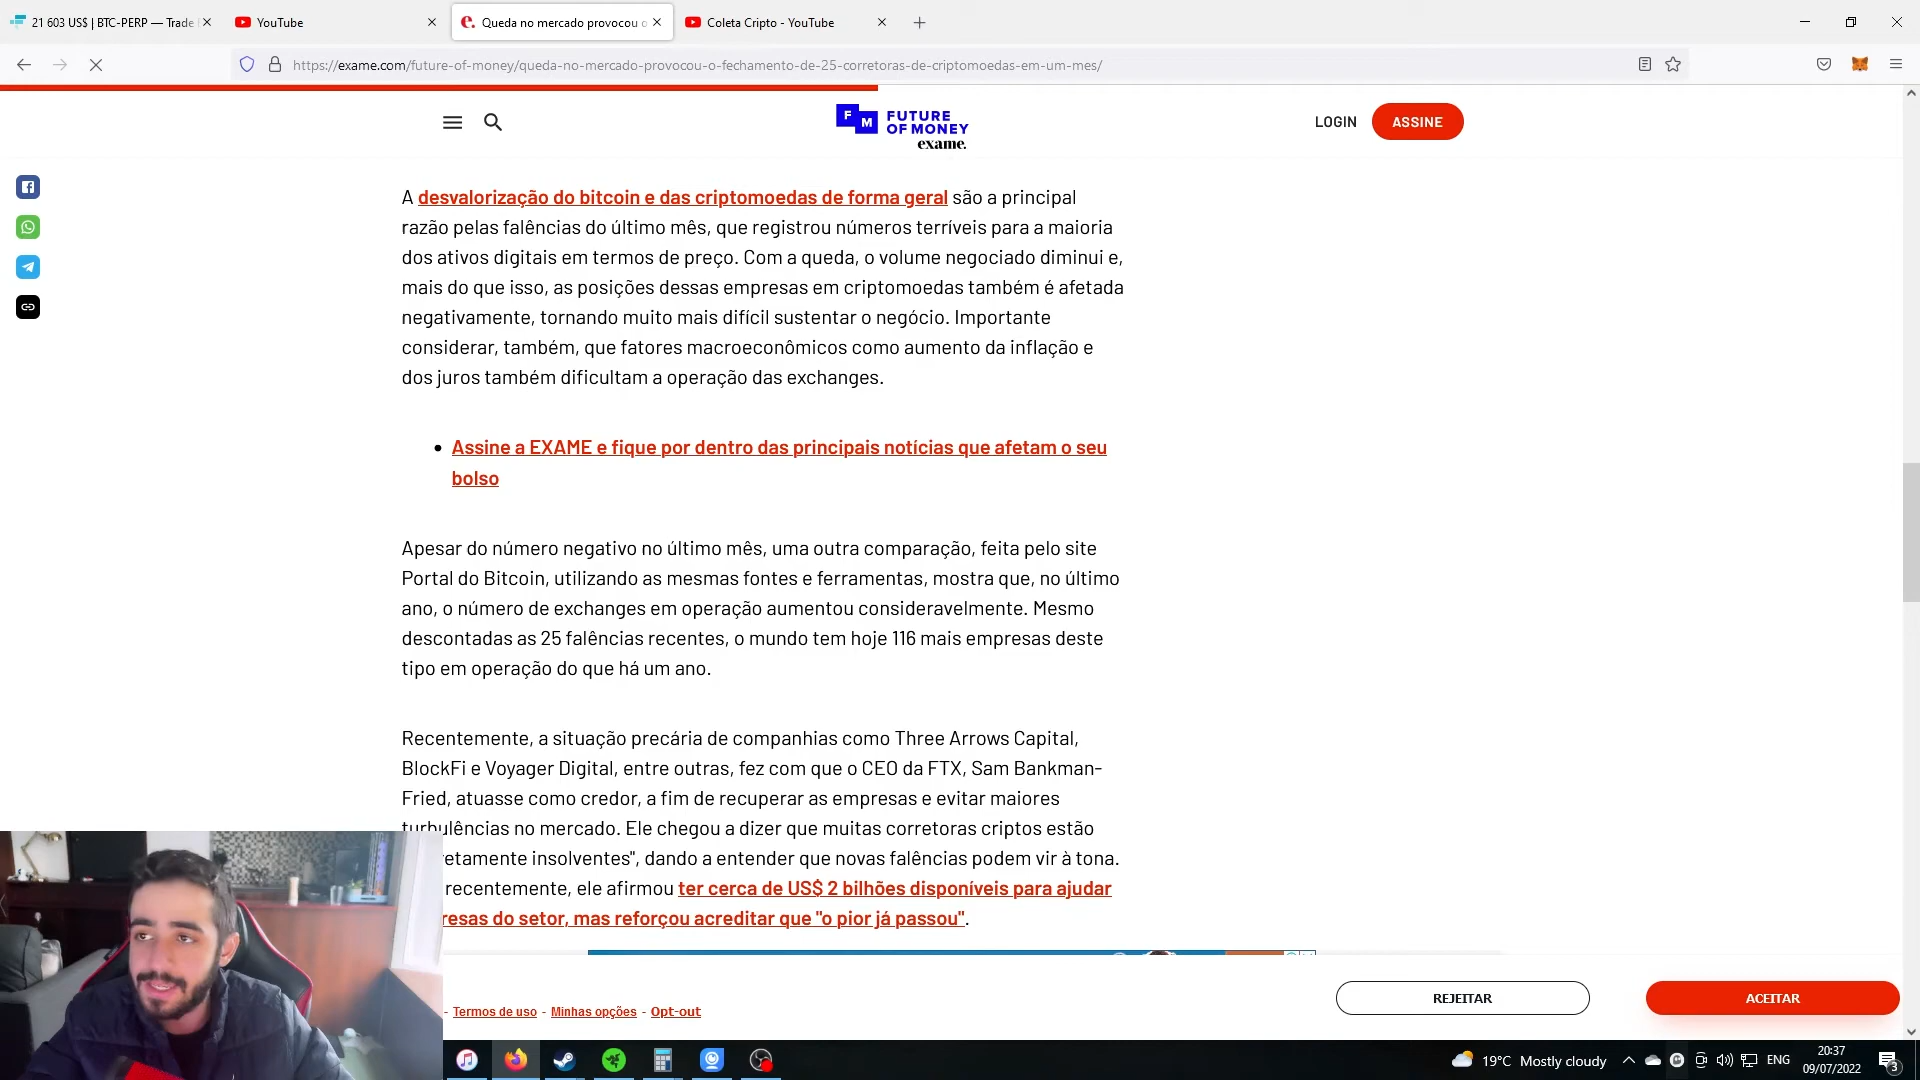 21 603 US$ | BTC-PERP — Trade
YouTube
Queda no mercado provocou o
Coleta Cripto - YouTube
https://exame.com/future-of-money/queda-no-mercado-provocou-o-fechamento-de-25-corretoras-de-criptomoedas-em-um-mes/
F M FUTURE
OF MONEY
exame.
LOGIN
ASSINE
A desvalorização do bitcoin e das criptomoedas de forma geral são a principal
razão pelas falências do último mês, que registrou números terríveis para a maioria
dos ativos digitais em termos de preço. Com a queda, o volume negociado diminui e,
mais do que isso, as posições dessas empresas em criptomoedas também é afetada
negativamente, tornando muito mais difícil sustentar o negócio. Importante
considerar, também, que fatores macroeconômicos como aumento da inflação e
dos juros também dificultam a operação das exchanges.
• Assine a EXAME e fique por dentro das principais notícias que afetam o seu
bolso
Apesar do número negativo no último mês, uma outra comparação, feita pelo site
Portal do Bitcoin, utilizando as mesmas fontes e ferramentas, mostra que, no último
ano, o número de exchanges em operação aumentou consideravelmente. Mesmo
descontadas as 25 falências recentes, o mundo tem hoje 116 mais empresas deste
tipo em operação do que há um ano.
Recentemente, a situação precária de companhias como Three Arrows Capital,
BlockFi e Voyager Digital, entre outras, fez com que o CEO da FTX, Sam Bankman-
Fried, atuasse como credor, a fim de recuperar as empresas e evitar maiores
turbulências no mercado. Ele chegou a dizer que muitas corretoras criptos estão
retamente insolventes", dando a entender que novas falências podem vir à tona.
recentemente, ele afirmou ter cerca de US$ 2 bilhões disponíveis para ajudar
resas do setor, mas reforçou acreditar que "o pior já passou".
- Termos de uso - Minhas opções - Opt-out
REJEITAR
ACEITAR
19°C Mostly cloudy
ENG
20:37
09/07/2022
3